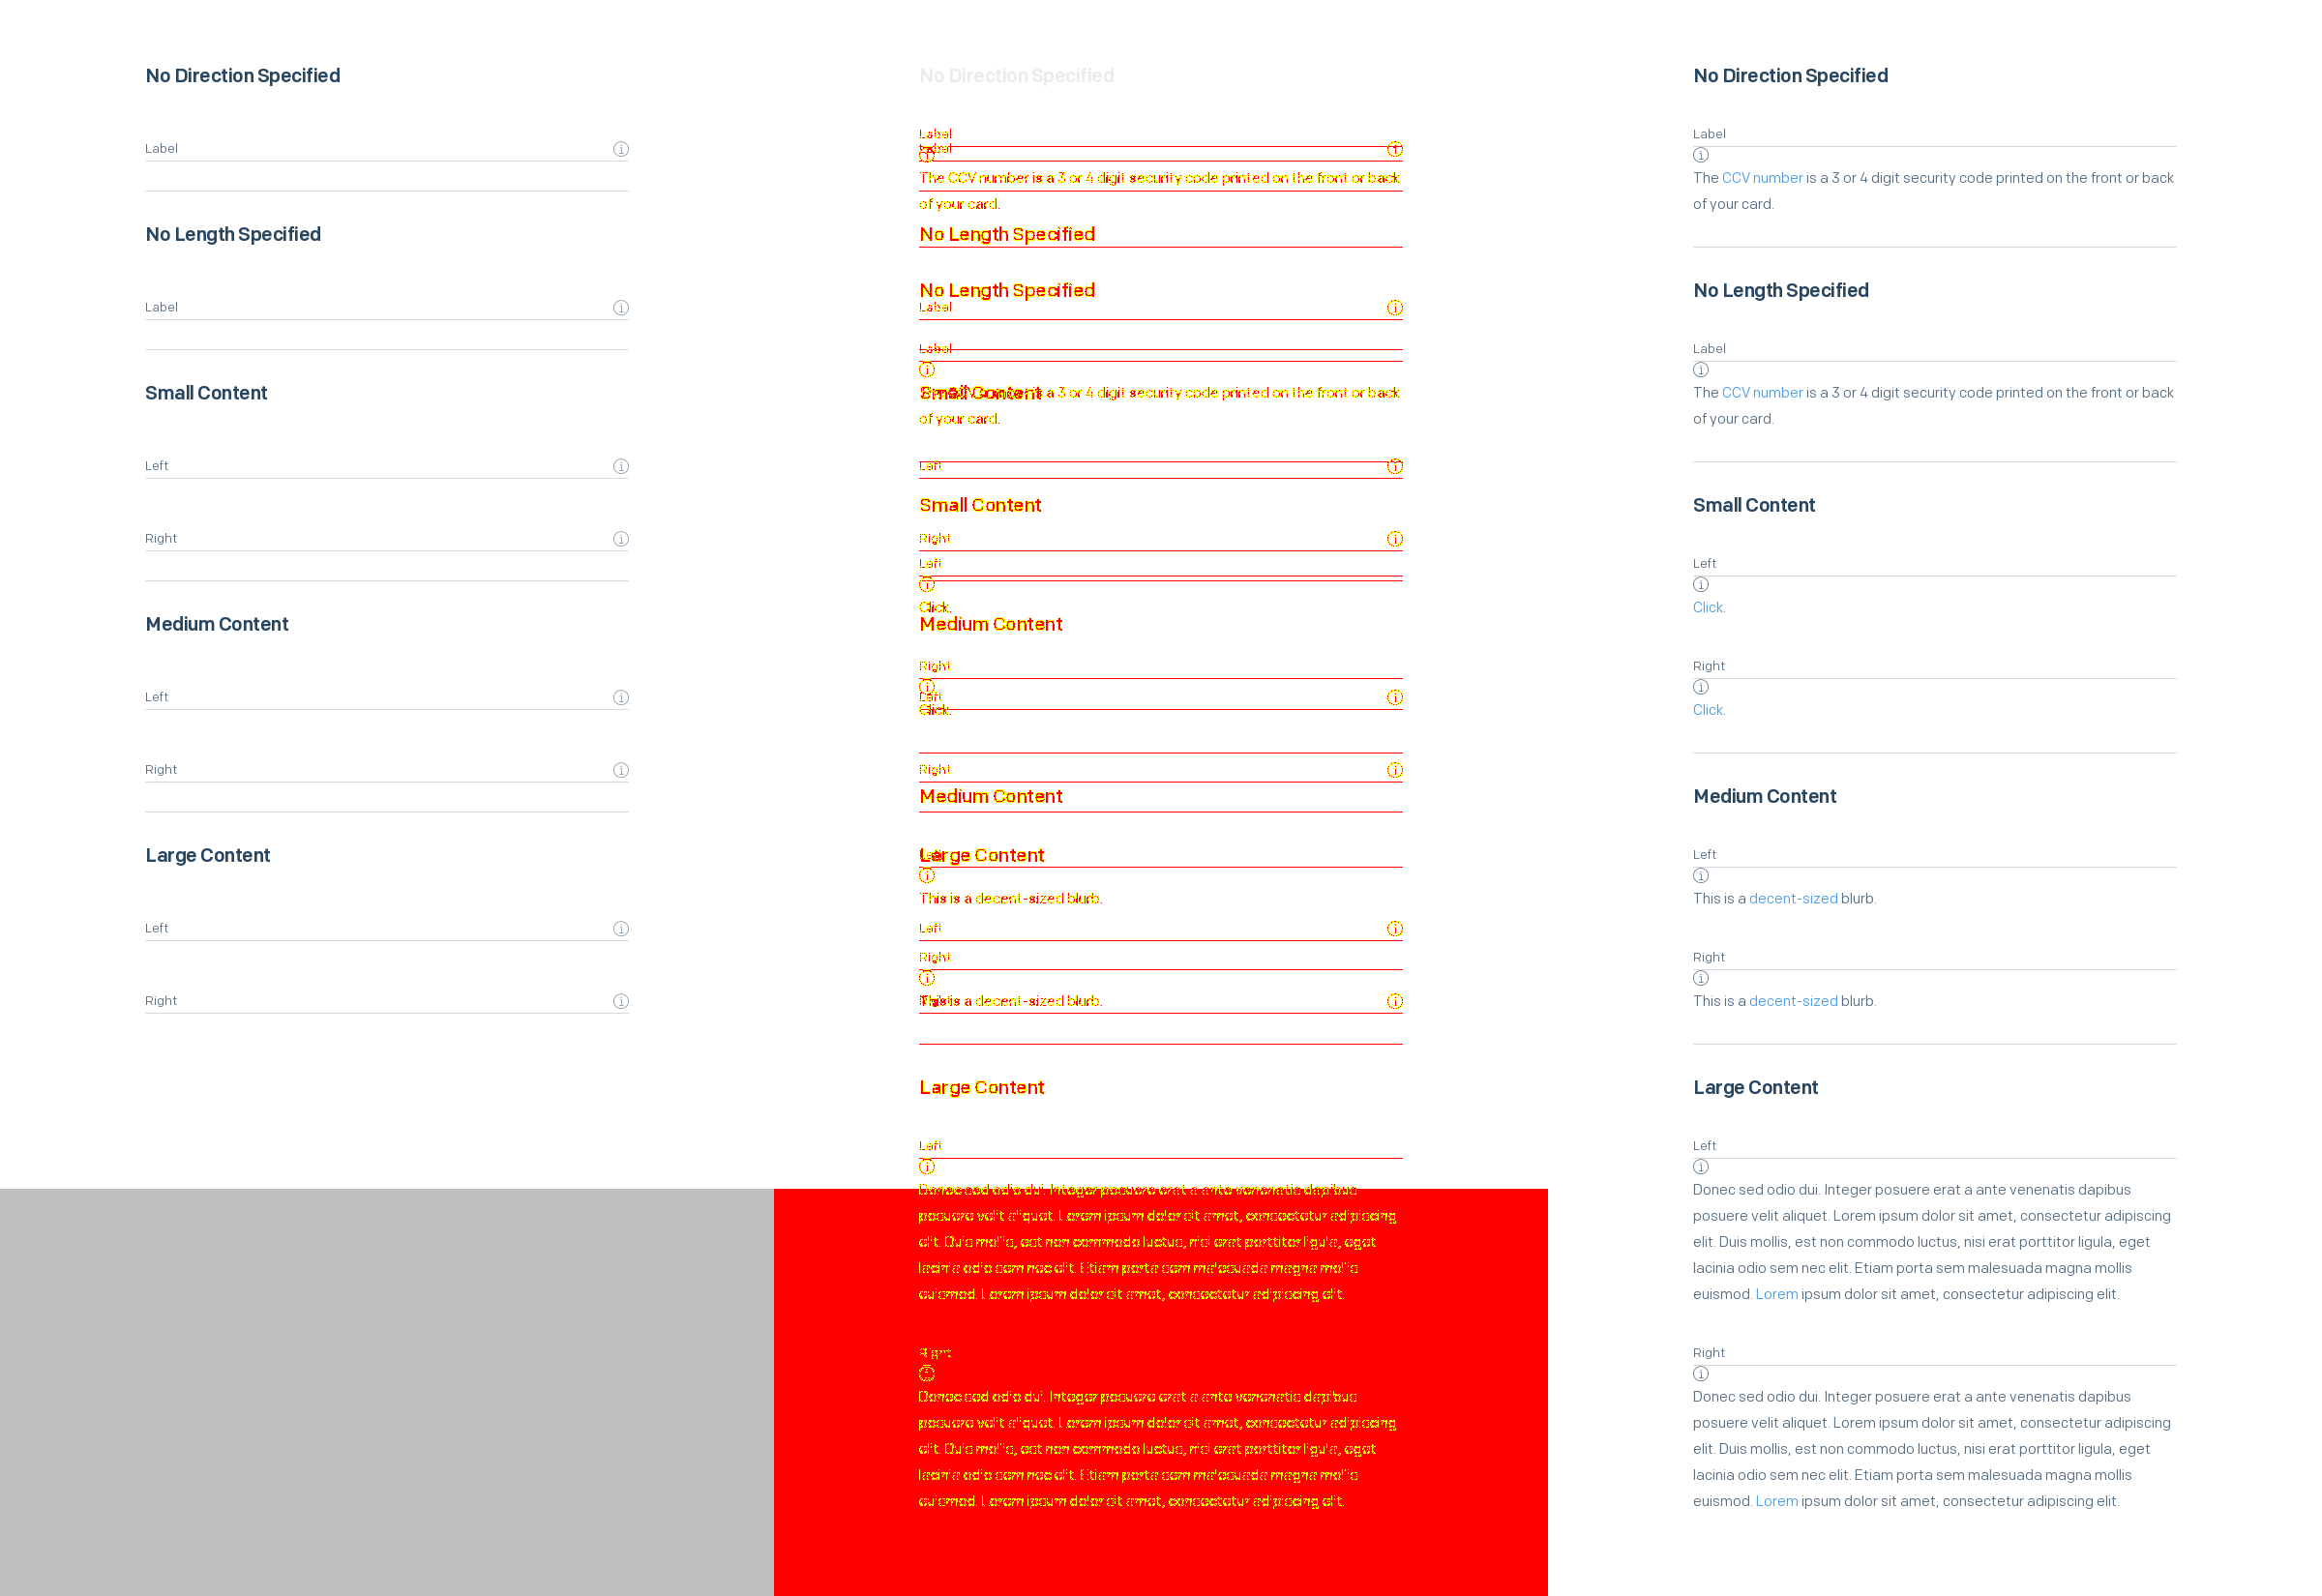 No Direction Specified
Label
No Length Specified
Label
Small Content
Left
Right
Medium Content
Left
Right
Large Content
Left
Right
No Direction Specified
Label
Label
The CCV number is a 3 or 4 digit security code printed on the front or back
of your card.
No Length Specified
No Length Specified
Label
Label
Small Content
is a 3 or 4 digit security code printed on the front or back
of your card.
Left
Small Content
Right
Left
Click.
Medium Content
Right
Left
Click.
Right
Medium Content
Large Content
This is a decent-sized blurb.
Left
Right
This is a decent-sized blurb.
Large Content
Left
Donec sed odio dui. Integer posuere erat a ante venenatis dapibus
posuere velit aliquet. Lorem ipsum dolor sit amet, consectetur adipiscing
elit. Duis mollis, est non commodo luctus, nisi erat porttitor ligula, eget
lacinia odio sem nec elit. Etiam porta sem malesuada magna mollis
euismod. Lorem ipsum dolor sit amet, consectetur adipiscing elit.
Right
Donec sed odio dui. Integer posuere erat a ante venenatis dapibus
posuere velit aliquet. Lorem ipsum dolor sit amet, consectetur adipiscing
elit. Duis mollis, est non commodo luctus, nisi erat porttitor ligula, eget
lacinia odio sem nec elit. Etiam porta sem malesuada magna mollis
euismod. Lorem ipsum dolor sit amet, consectetur adipiscing elit.
No Direction Specified
Label
The CCV number is a 3 or 4 digit security code printed on the front or back
of your card.
No Length Specified
Label
The CCV number is a 3 or 4 digit security code printed on the front or back
of your card.
Small Content
Left
Click.
Right
Click.
Medium Content
Left
This is a decent-sized blurb.
Right
This is a decent-sized blurb.
Large Content
Left
Donec sed odio dui. Integer posuere erat a ante venenatis dapibus
posuere velit aliquet. Lorem ipsum dolor sit amet, consectetur adipiscing
elit. Duis mollis, est non commodo luctus, nisi erat porttitor ligula, eget
lacinia odio sem nec elit. Etiam porta sem malesuada magna mollis
euismod. Lorem ipsum dolor sit amet, consectetur adipiscing elit.
Right
Donec sed odio dui. Integer posuere erat a ante venenatis dapibus
posuere velit aliquet. Lorem ipsum dolor sit amet, consectetur adipiscing
elit. Duis mollis, est non commodo luctus, nisi erat porttitor ligula, eget
lacinia odio sem nec elit. Etiam porta sem malesuada magna mollis
euismod. Lorem ipsum dolor sit amet, consectetur adipiscing elit.